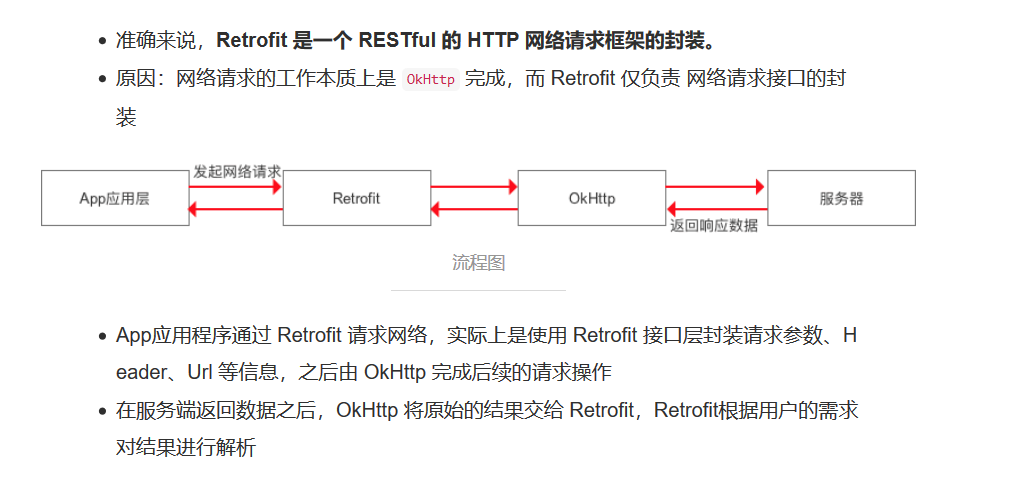 准确来说，Retrofit 是一个 RESTful 的 HTTP 网络请求框架的封装。
原因：网络请求的工作本质上是 OkHttp 完成，而 Retrofit 仅负责 网络请求接口的封
装
发起网络请求
App应用层
Retrofit
OkHttp
服务器
返回响应数据
流程图
App应用程序通过 Retrofit 请求网络，实际上是使用 Retrofit 接口层封装请求参数、H
eader、Url 等信息，之后由 OkHttp 完成后续的请求操作
在服务端返回数据之后，OkHttp 将原始的结果交给 Retrofit，Retrofit根据用户的需求
对结果进行解析